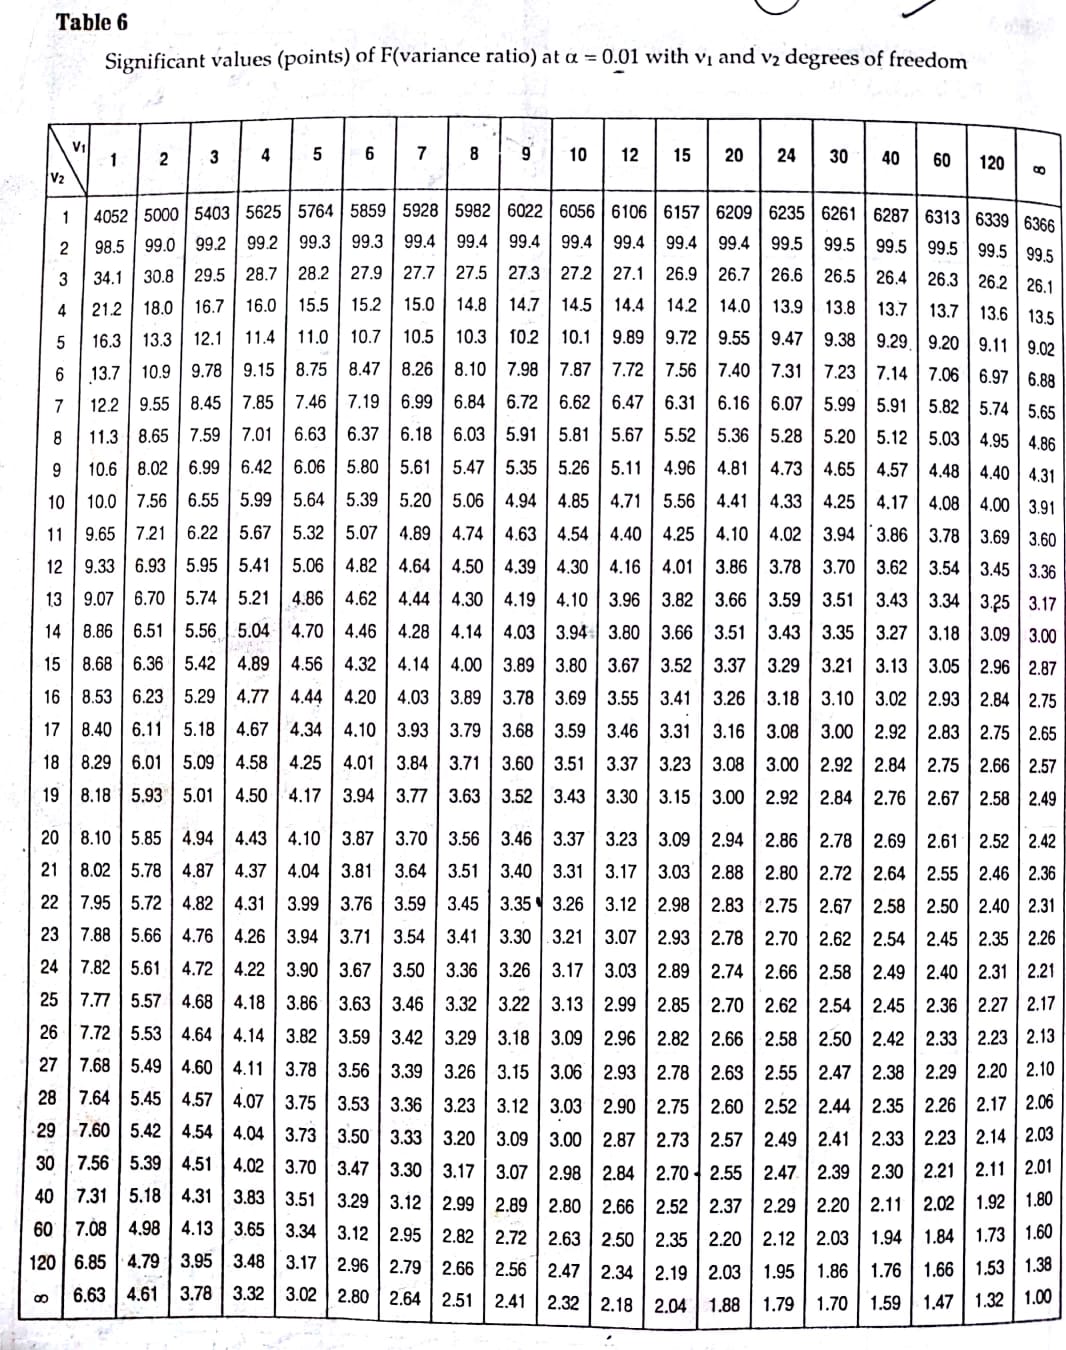 Table 6
Significant values (points) of F(variance ratio) at α = 0.01 with ν₁ and ν₂ degrees of freedom
V₁ 1 2 3 4 5 6 7 8 9 10 12 15 20 24 30 40 60 120 ∞
V₂
1 4052 5000 5403 5625 5764 5859 5928 5982 6022 6056 6106 6157 6209 6235 6261 6287 6313 6339 6366
2 98.5 99.0 99.2 99.2 99.3 99.3 99.4 99.4 99.4 99.4 99.4 99.4 99.4 99.5 99.5 99.5 99.5 99.5 99.5
3 34.1 30.8 29.5 28.7 28.2 27.9 27.7 27.5 27.3 27.2 27.1 26.9 26.7 26.6 26.5 26.4 26.3 26.2 26.1
4 21.2 18.0 16.7 16.0 15.5 15.2 15.0 14.8 14.7 14.5 14.4 14.2 14.0 13.9 13.8 13.7 13.7 13.6 13.5
5 16.3 13.3 12.1 11.4 11.0 10.7 10.5 10.3 10.2 10.1 9.89 9.72 9.55 9.47 9.38 9.29 9.20 9.11 9.02
6 13.7 10.9 9.78 9.15 8.75 8.47 8.26 8.10 7.98 7.87 7.72 7.56 7.40 7.31 7.23 7.14 7.06 6.97 6.88
7 12.2 9.55 8.45 7.85 7.46 7.19 6.99 6.84 6.72 6.62 6.47 6.31 6.16 6.07 5.99 5.91 5.82 5.74 5.65
8 11.3 8.65 7.59 7.01 6.63 6.37 6.18 6.03 5.91 5.81 5.67 5.52 5.36 5.28 5.20 5.12 5.03 4.95 4.86
9 10.6 8.02 6.99 6.42 6.06 5.80 5.61 5.47 5.35 5.26 5.11 4.96 4.81 4.73 4.65 4.57 4.48 4.40 4.31
10 10.0 7.56 6.55 5.99 5.64 5.39 5.20 5.06 4.94 4.85 4.71 5.56 4.41 4.33 4.25 4.17 4.08 4.00 3.91
11 9.65 7.21 6.22 5.67 5.32 5.07 4.89 4.74 4.63 4.54 4.40 4.25 4.10 4.02 3.94 3.86 3.78 3.69 3.60
12 9.33 6.93 5.95 5.41 5.06 4.82 4.64 4.50 4.39 4.30 4.16 4.01 3.86 3.78 3.70 3.62 3.54 3.45 3.36
13 9.07 6.70 5.74 5.21 4.86 4.62 4.44 4.30 4.19 4.10 3.96 3.82 3.66 3.59 3.51 3.43 3.34 3.25 3.17
14 8.86 6.51 5.56 5.04 4.70 4.46 4.28 4.14 4.03 3.94 3.80 3.66 3.51 3.43 3.35 3.27 3.18 3.09 3.00
15 8.68 6.36 5.42 4.89 4.56 4.32 4.14 4.00 3.89 3.80 3.67 3.52 3.37 3.29 3.21 3.13 3.05 2.96 2.87
16 8.53 6.23 5.29 4.77 4.44 4.20 4.03 3.89 3.78 3.69 3.55 3.41 3.26 3.18 3.10 3.02 2.93 2.84 2.75
17 8.40 6.11 5.18 4.67 4.34 4.10 3.93 3.79 3.68 3.59 3.46 3.31 3.16 3.08 3.00 2.92 2.83 2.75 2.65
18 8.29 6.01 5.09 4.58 4.25 4.01 3.84 3.71 3.60 3.51 3.37 3.23 3.08 3.00 2.92 2.84 2.75 2.66 2.57
19 8.18 5.93 5.01 4.50 4.17 3.94 3.77 3.63 3.52 3.43 3.30 3.15 3.00 2.92 2.84 2.76 2.67 2.58 2.49
20 8.10 5.85 4.94 4.43 4.10 3.87 3.70 3.56 3.46 3.37 3.23 3.09 2.94 2.86 2.78 2.69 2.61 2.52 2.42
21 8.02 5.78 4.87 4.37 4.04 3.81 3.64 3.51 3.40 3.31 3.17 3.03 2.88 2.80 2.72 2.64 2.55 2.46 2.36
22 7.95 5.72 4.82 4.31 3.99 3.76 3.59 3.45 3.35 3.26 3.12 2.98 2.83 2.75 2.67 2.58 2.50 2.40 2.31
23 7.88 5.66 4.76 4.26 3.94 3.71 3.54 3.41 3.30 3.21 3.07 2.93 2.78 2.70 2.62 2.54 2.45 2.35 2.26
24 7.82 5.61 4.72 4.22 3.90 3.67 3.50 3.36 3.26 3.17 3.03 2.89 2.74 2.66 2.58 2.49 2.40 2.31 2.21
25 7.77 5.57 4.68 4.18 3.86 3.63 3.46 3.32 3.22 3.13 2.99 2.85 2.70 2.62 2.54 2.45 2.36 2.27 2.17
26 7.72 5.53 4.64 4.14 3.82 3.59 3.42 3.29 3.18 3.09 2.96 2.82 2.66 2.58 2.50 2.42 2.33 2.23 2.13
27 7.68 5.49 4.60 4.11 3.78 3.56 3.39 3.26 3.15 3.06 2.93 2.78 2.63 2.55 2.47 2.38 2.29 2.20 2.10
28 7.64 5.45 4.57 4.07 3.75 3.53 3.36 3.23 3.12 3.03 2.90 2.75 2.60 2.52 2.44 2.35 2.26 2.17 2.06
29 7.60 5.42 4.54 4.04 3.73 3.50 3.33 3.20 3.09 3.00 2.87 2.73 2.57 2.49 2.41 2.33 2.23 2.14 2.03
30 7.56 5.39 4.51 4.02 3.70 3.47 3.30 3.17 3.07 2.98 2.84 2.70 2.55 2.47 2.39 2.30 2.21 2.11 2.01
40 7.31 5.18 4.31 3.83 3.51 3.29 3.12 2.99 2.89 2.80 2.66 2.52 2.37 2.29 2.20 2.11 2.02 1.92 1.80
60 7.08 4.98 4.13 3.65 3.34 3.12 2.95 2.82 2.72 2.63 2.50 2.35 2.20 2.12 2.03 1.94 1.84 1.73 1.60
120 6.85 4.79 3.95 3.48 3.17 2.96 2.79 2.66 2.56 2.47 2.34 2.19 2.03 1.95 1.86 1.76 1.66 1.53 1.38
∞ 6.63 4.61 3.78 3.32 3.02 2.80 2.64 2.51 2.41 2.32 2.18 2.04 1.88 1.79 1.70 1.59 1.47 1.32 1.00